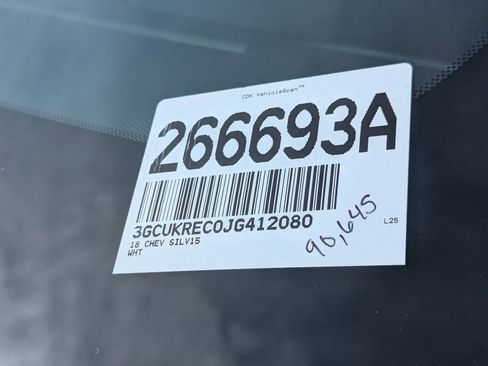 CDK VehicleScan™
266693A
3GCUKREC0JG412080
18 CHEV SILV15
WHT
90,645
L25